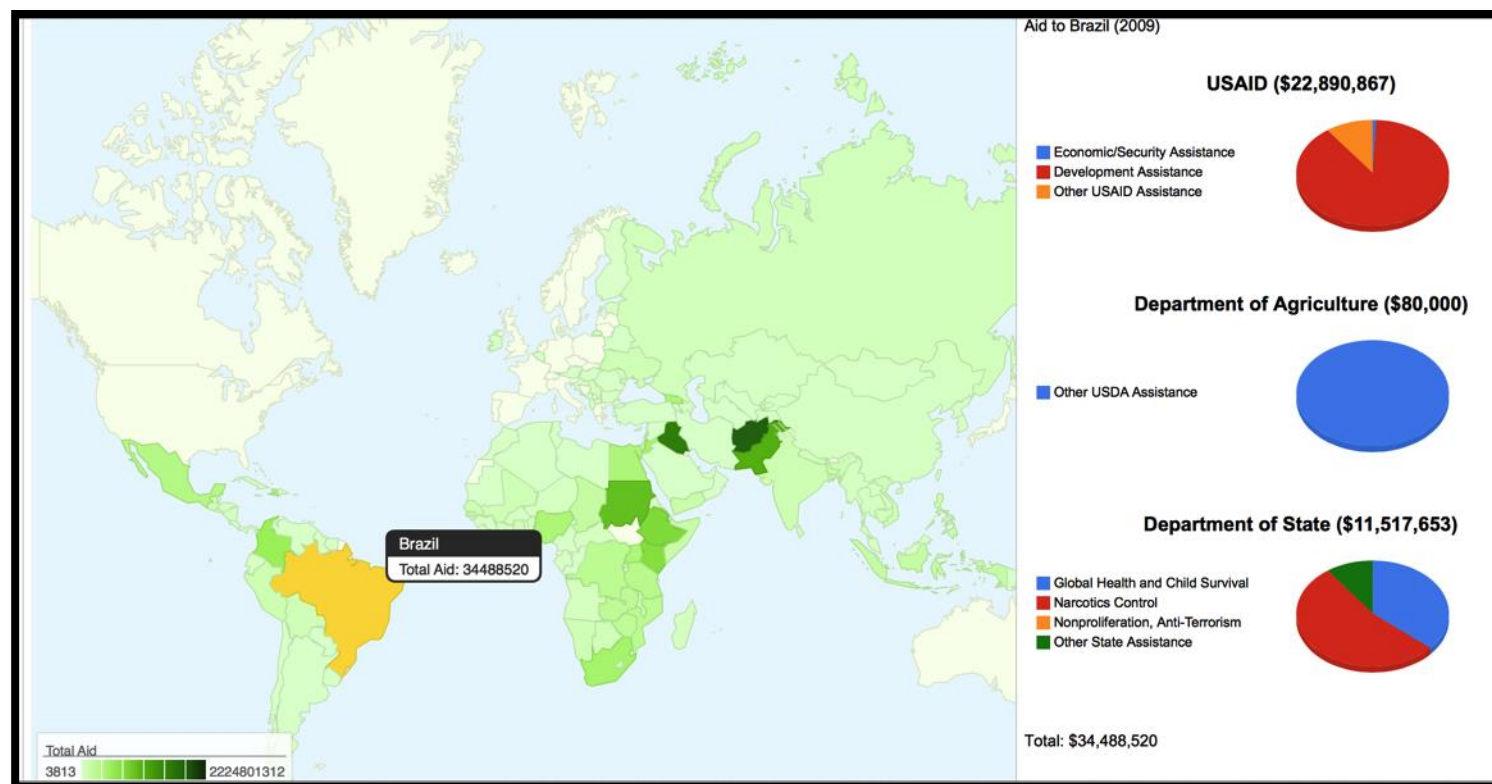 Aid to Brazil (2009)
USAID ($22,890,867)
Economic/Security Assistance
Development Assistance
Other USAID Assistance
Department of Agriculture ($80,000)
Other USDA Assistance
Department of State ($11,517,653)
Global Health and Child Survival
Narcotics Control
Nonproliferation, Anti-Terrorism
Other State Assistance
Total: $34,488,520
Brazil
Total Aid: 34488520
Total Aid
3813 2224801312